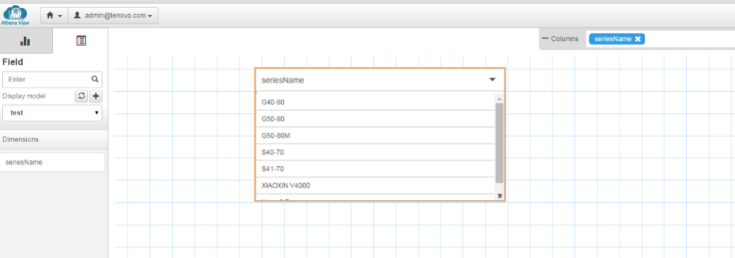 Athena View
admin@lenovo.com
Columns
seriesName
Field
Enter
Display model
test
Dimensions
seriesName
seriesName
G40-80
G50-80
G50-80M
S40-70
S41-70
XIAOXIN V4000